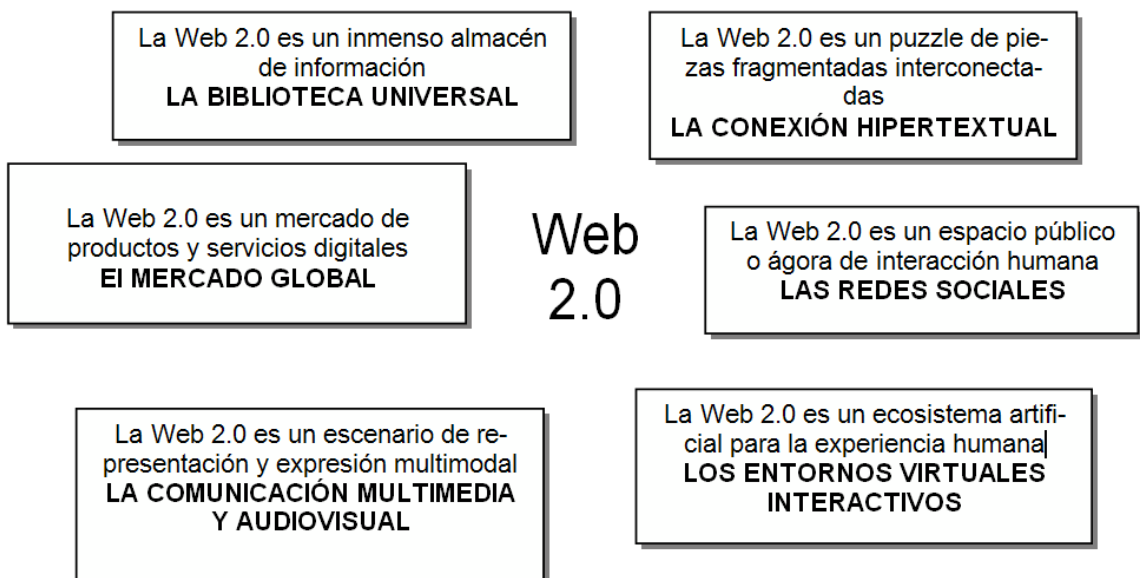 La Web 2.0 es un inmenso almacén
de información
LA BIBLIOTECA UNIVERSAL
La Web 2.0 es un puzzle de pie-
zas fragmentadas interconecta-
das
LA CONEXIÓN HIPERTEXTUAL
La Web 2.0 es un mercado de
productos y servicios digitales
El MERCADO GLOBAL
Web
2.0
La Web 2.0 es un espacio público
o ágora de interacción humana
LAS REDES SOCIALES
La Web 2.0 es un escenario de re-
presentación y expresión multimodal
LA COMUNICACIÓN MULTIMEDIA
Y AUDIOVISUAL
La Web 2.0 es un ecosistema artifi-
cial para la experiencia humana
LOS ENTORNOS VIRTUALES
INTERACTIVOS